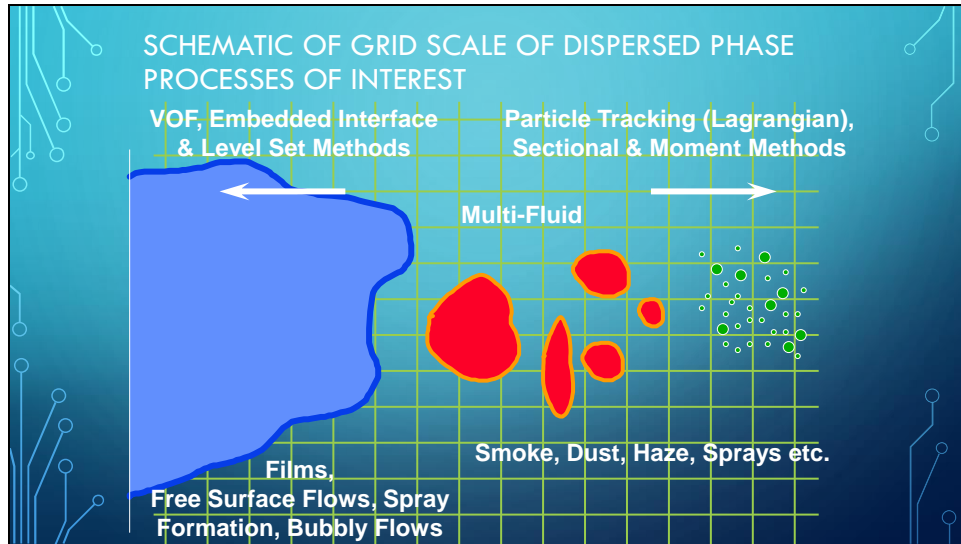 SCHEMATIC OF GRID SCALE OF DISPERSED PHASE
PROCESSES OF INTEREST
VOF, Embedded Interface
& Level Set Methods
Particle Tracking (Lagrangian),
Sectional & Moment Methods
Multi-Fluid
Smoke, Dust, Haze, Sprays etc.
Films,
Free Surface Flows, Spray
Formation, Bubbly Flows